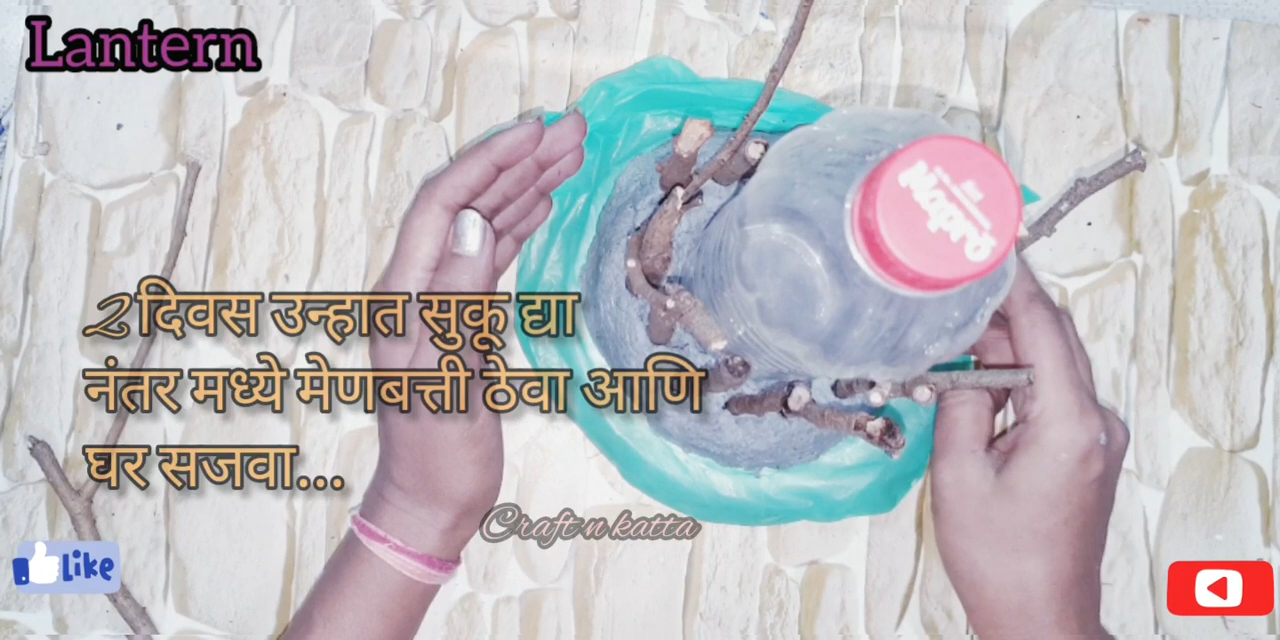 Lantern
2 दिवस उन्हात सुकू द्या
नंतर मध्ये मेणबत्ती ठेवा आणि
घर सजवा...
Craft n katta
Like